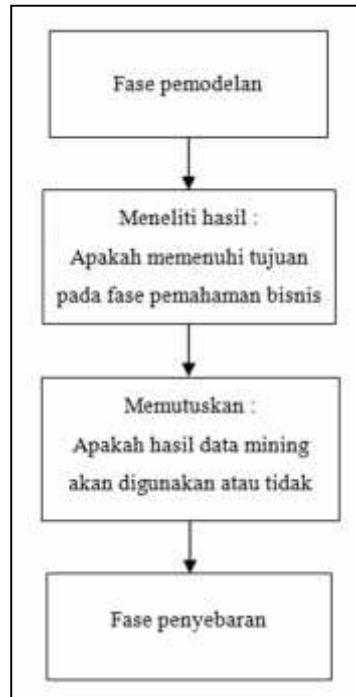 Fase pemodelan
Meneliti hasil :
Apakah memenuhi tujuan
pada fase pemahaman bisnis
Memutuskan :
Apakah hasil data mining
akan digunakan atau tidak
Fase penyebaran